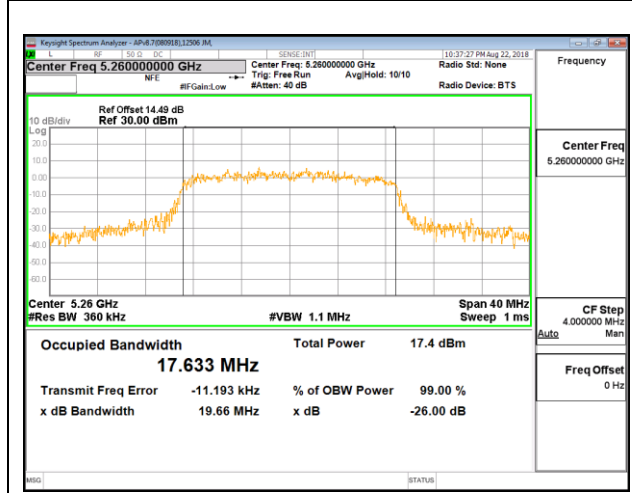 Keysight Spectrum Analyzer - APv8.7(080918),12506 JM,
L RF 50 Ω DC SENSE:INT 10:37:27 PM Aug 22, 2018
Center Freq 5.260000000 GHz Center Freq: 5.260000000 GHz Radio Std: None Frequency
NFE Trig: Free Run Avg|Hold: 10/10
#IFGain:Low #Atten: 40 dB Radio Device: BTS
Ref Offset 14.49 dB
10 dB/div Ref 30.00 dBm
Log
20.0
10.0
0.00
-10.0
-20.0
-30.0
-40.0
-50.0
-60.0
Center Freq
5.260000000 GHz
Center 5.26 GHz Span 40 MHz
#Res BW 360 kHz #VBW 1.1 MHz Sweep 1 ms
CF Step
4.000000 MHz
Auto Man
Occupied Bandwidth Total Power 17.4 dBm
17.633 MHz
Freq Offset
0 Hz
Transmit Freq Error -11.193 kHz % of OBW Power 99.00 %
x dB Bandwidth 19.66 MHz x dB -26.00 dB
MSG STATUS